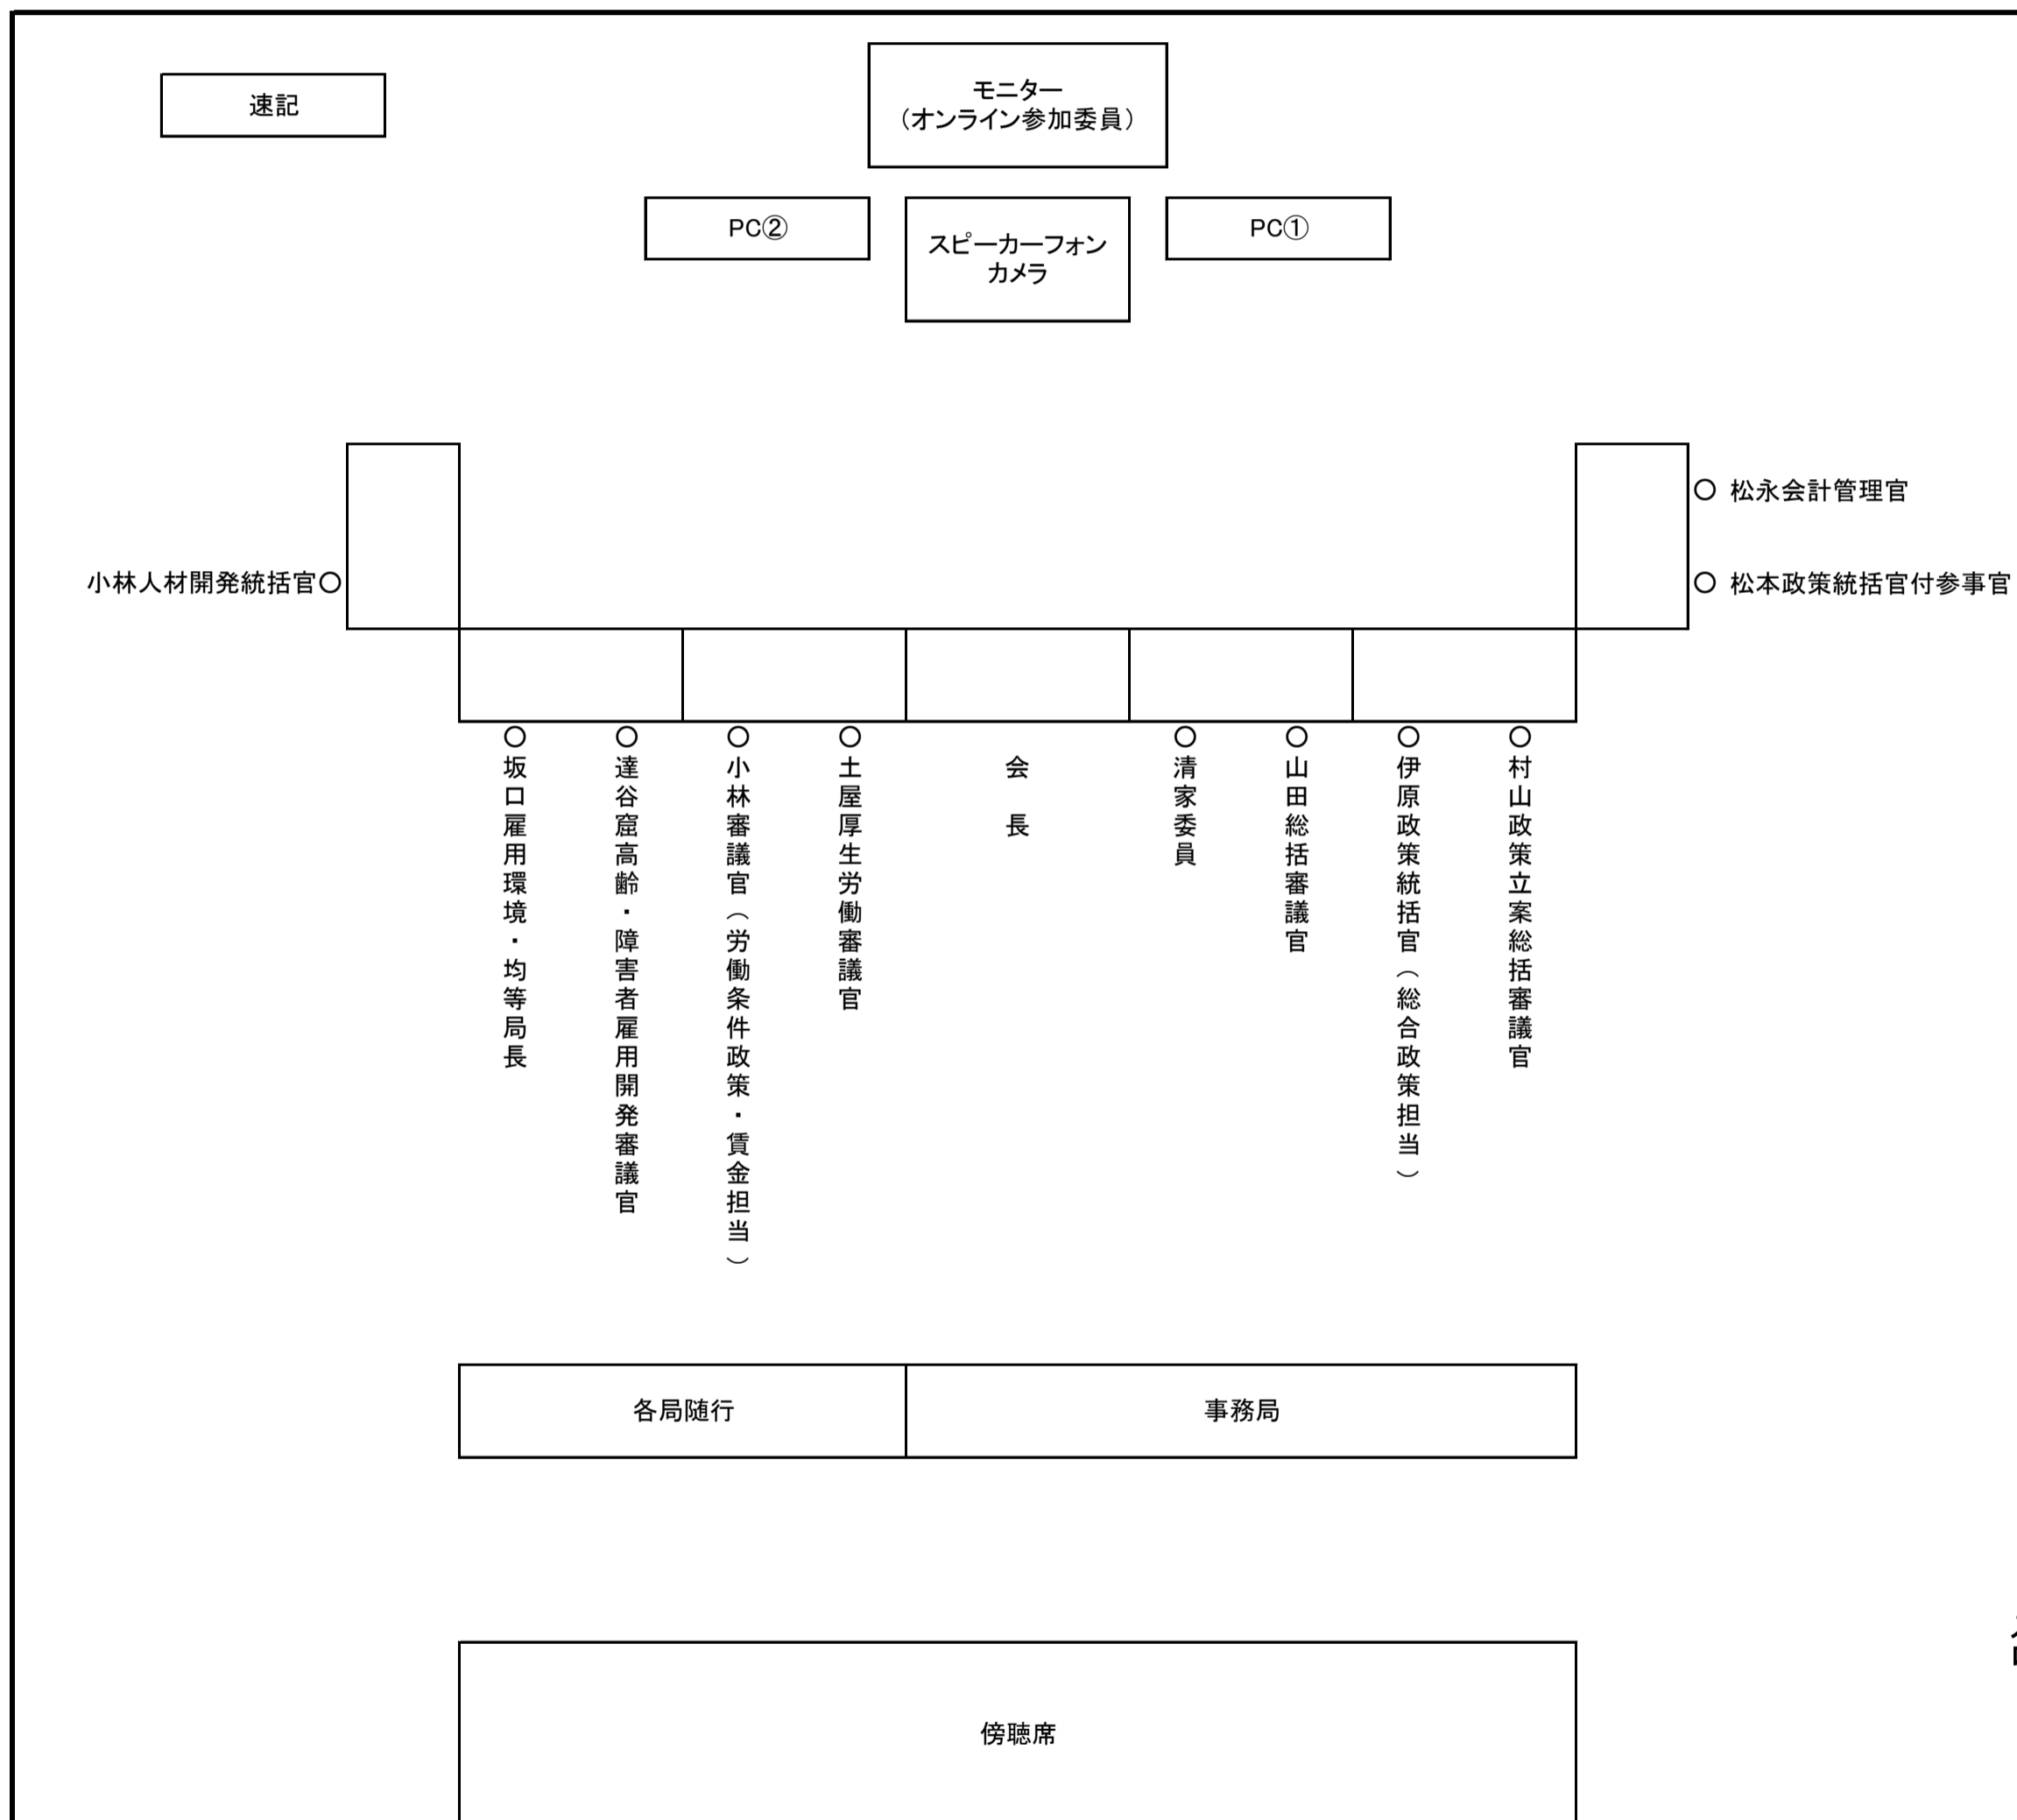 速記
モニター
（オンライン参加委員）
PC②
スピーカーフォン
カメラ
PC①
○ 松永会計管理官
小林人材開発統括官○
○ 松本政策統括官付参事官
○坂口雇用環境・均等局長
○達谷窟高齢・障害者雇用開発審議官
○小林審議官（労働条件政策・賃金担当）
○土屋厚生労働審議官
会 長
○清家委員
○山田総括審議官
○伊原政策統括官（総合政策担当）
○村山政策立案総括審議官
各局随行
事務局
傍聴席